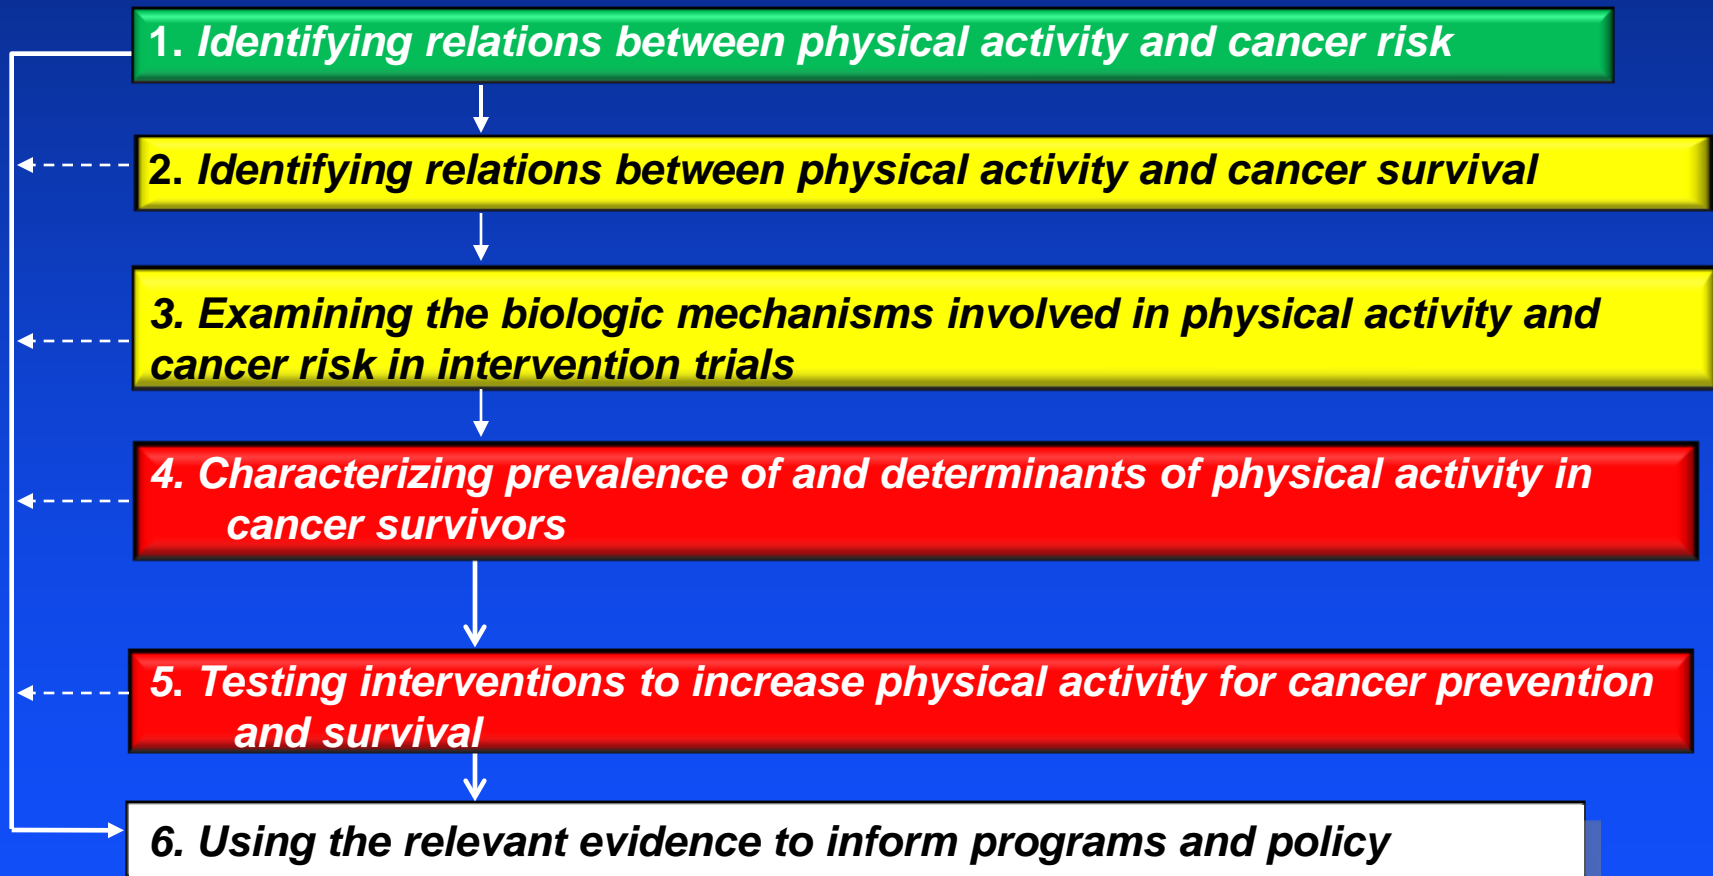 1. Identifying relations between physical activity and cancer risk
2. Identifying relations between physical activity and cancer survival
3. Examining the biologic mechanisms involved in physical activity and
cancer risk in intervention trials
4. Characterizing prevalence of and determinants of physical activity in
cancer survivors
5. Testing interventions to increase physical activity for cancer prevention
and survival
6. Using the relevant evidence to inform programs and policy